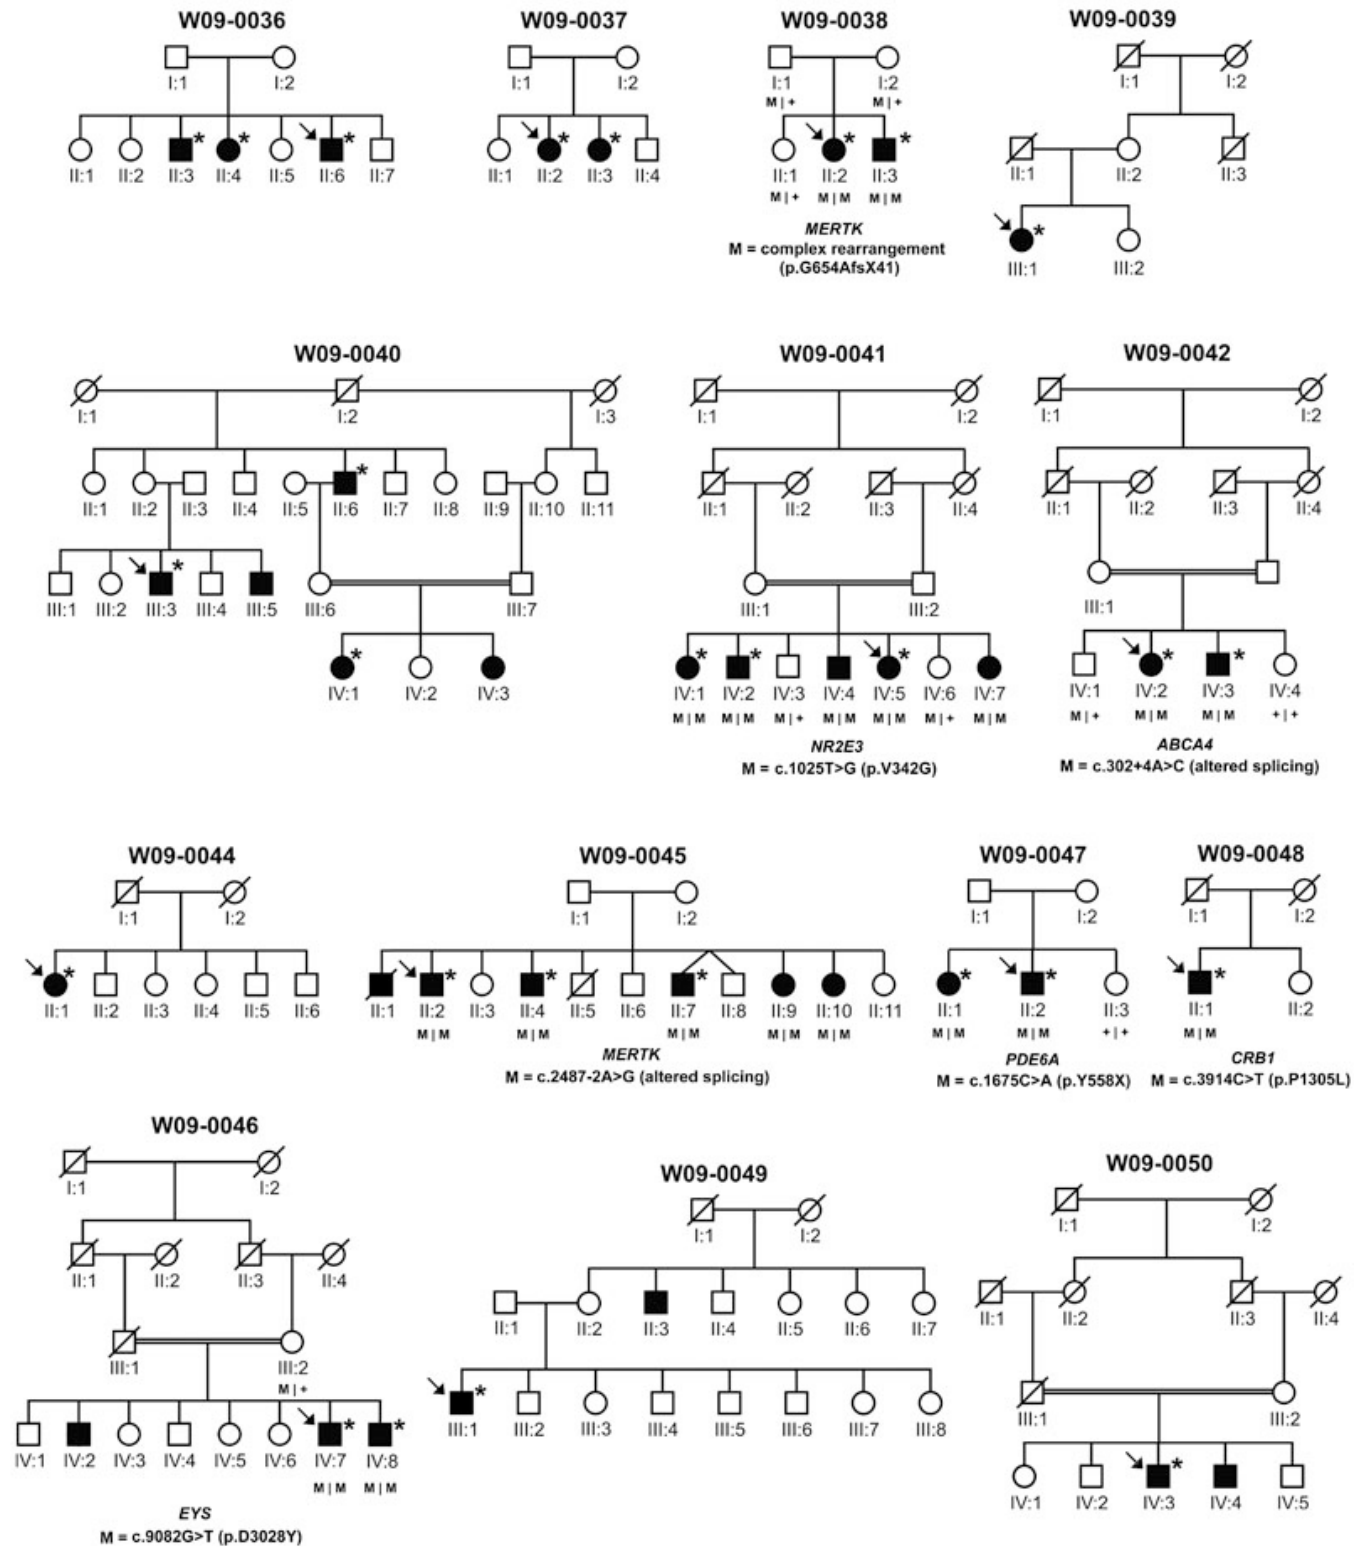 W09-0036
I:1 I:2
* * *
II:1 II:2 II:3 II:4 II:5 II:6 II:7
W09-0037
I:1 I:2
* *
II:1 II:2 II:3 II:4
W09-0038
I:1 I:2
M | + M | +
* *
II:1 II:2 II:3
M | + M | M M | M
MERTK
M = complex rearrangement
(p.G654AfsX41)
W09-0039
I:1 I:2
II:1 II:2 II:3
*
III:1 III:2
W09-0040
I:1 I:2 I:3
*
II:1 II:2 II:3 II:4 II:5 II:6 II:7 II:8 II:9 II:10 II:11
*
III:1 III:2 III:3 III:4 III:5 III:6 III:7
*
IV:1 IV:2 IV:3
W09-0041
I:1 I:2
II:1 II:2 II:3 II:4
III:1 III:2
* * *
IV:1 IV:2 IV:3 IV:4 IV:5 IV:6 IV:7
M | M M | M M | + M | M M | M M | + M | M
NR2E3
M = c.1025T>G (p.V342G)
W09-0042
I:1 I:2
II:1 II:2 II:3 II:4
III:1
* *
IV:1 IV:2 IV:3 IV:4
M | + M | M M | M + | +
ABCA4
M = c.302+4A>C (altered splicing)
W09-0044
I:1 I:2
*
II:1 II:2 II:3 II:4 II:5 II:6
W09-0045
I:1 I:2
* * *
II:1 II:2 II:3 II:4 II:5 II:6 II:7 II:8 II:9 II:10 II:11
M | M M | M M | M M | M M | M
MERTK
M = c.2487-2A>G (altered splicing)
W09-0047
I:1 I:2
* *
II:1 II:2 II:3
M | M M | M + | +
PDE6A
M = c.1675C>A (p.Y558X)
W09-0048
I:1 I:2
*
II:1 II:2
M | M
CRB1
M = c.3914C>T (p.P1305L)
W09-0046
I:1 I:2
II:1 II:2 II:3 II:4
III:1 III:2
M | +
* *
IV:1 IV:2 IV:3 IV:4 IV:5 IV:6 IV:7 IV:8
M | M M | M
EYS
M = c.9082G>T (p.D3028Y)
W09-0049
I:1 I:2
II:1 II:2 II:3 II:4 II:5 II:6 II:7
*
III:1 III:2 III:3 III:4 III:5 III:6 III:7 III:8
W09-0050
I:1 I:2
II:1 II:2 II:3 II:4
III:1 III:2
*
IV:1 IV:2 IV:3 IV:4 IV:5